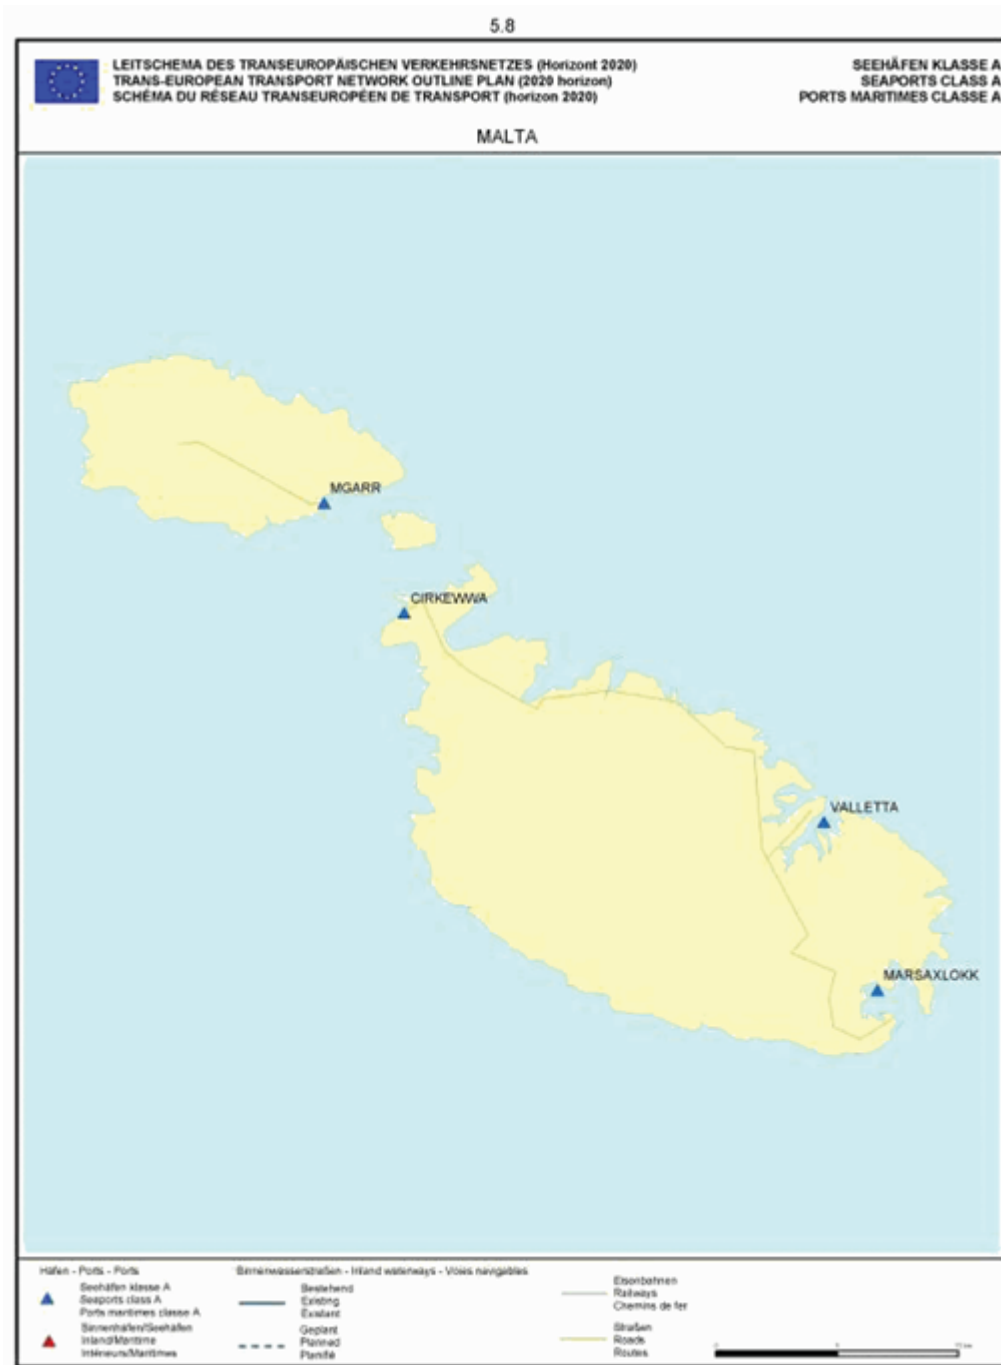 5.8
LEITSCHEMA DES TRANSEUROPÄISCHEN VERKEHRSNETZES (Horizont 2020)
TRANS-EUROPEAN TRANSPORT NETWORK OUTLINE PLAN (2020 horizon)
SCHÉMA DU RÉSEAU TRANSEUROPÉEN DE TRANSPORT (horizon 2020)
SEEHÄFEN KLASSE A
SEAPORTS CLASS A
PORTS MARITIMES CLASSE A
MALTA
MGARR
CIRKEWWA
VALLETTA
MARSAXLOKK
Häfen - Ports - Ports
Seehäfen klasse A
Seaports class A
Ports maritimes classe A
Binnenhäfen/Seehäfen
Inland/Maritime
Intérieurs/Maritimes
Binnenwasserstraßen - Inland waterways - Voies navigables
Bestehend
Existing
Existant
Geplant
Planned
Planifié
Eisenbahnen
Railways
Chemins de fer
Straßen
Roads
Routes